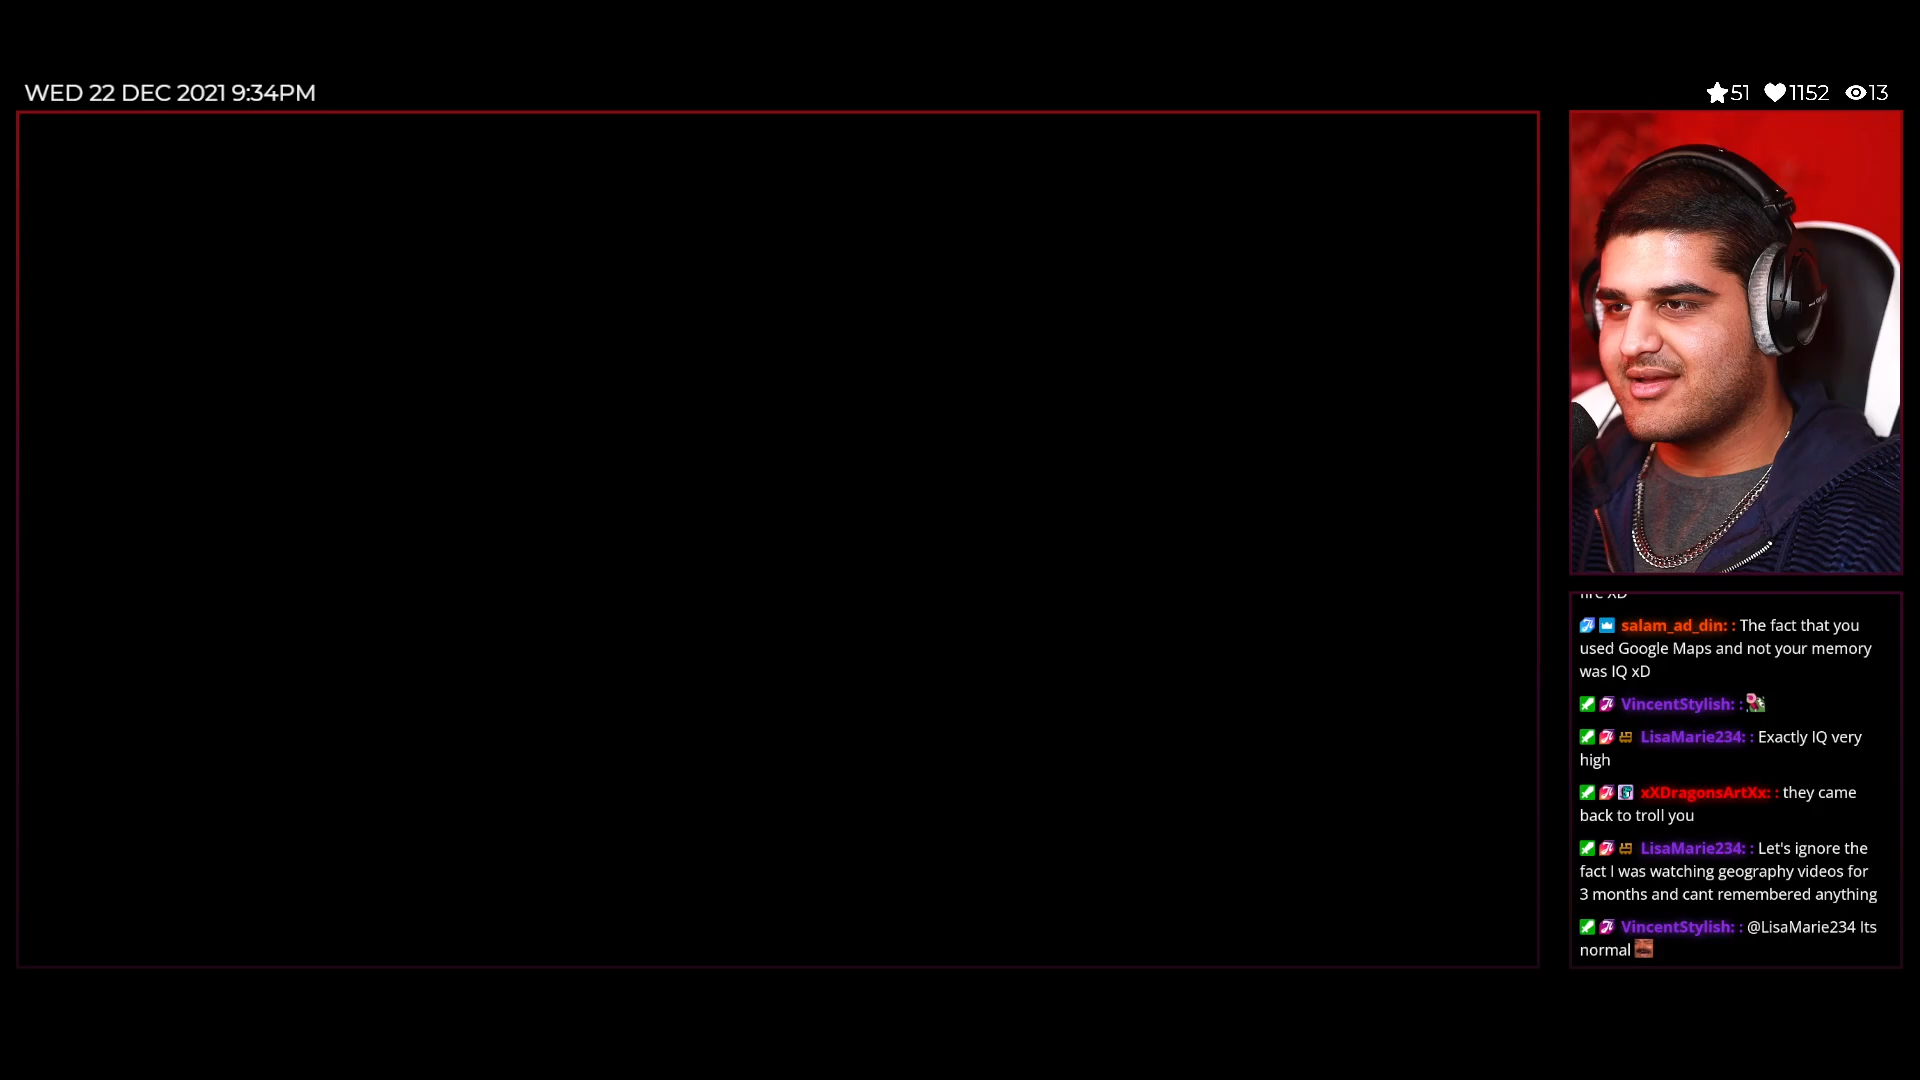 WED 22 DEC 2021 9:34PM
51 1152 13
salam_ad_din: : The fact that you
used Google Maps and not your memory
was IQ xD
VincentStylish: :
LisaMarie234: : Exactly IQ very
high
xXDragonsArtXx: : they came
back to troll you
LisaMarie234: : Let's ignore the
fact I was watching geography videos for
3 months and cant remembered anything
VincentStylish: : @LisaMarie234 Its
normal